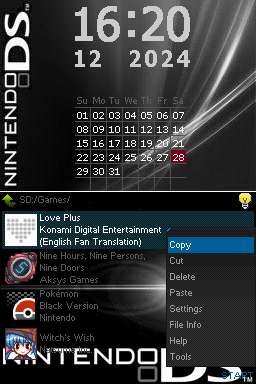 NINTENDO DS™
16:20
12 2024
Su Mo Tu We Th Fr Sa
01 02 03 04 05 06 07
08 09 10 11 12 13 14
15 16 17 18 19 20 21
22 23 24 25 26 27 28
29 30 31
SD:/Games/
Love Plus
Konami Digital Entertainment
(English Fan Translation)
Nine Hours, Nine Persons,
Nine Doors
Aksys Games
Pokémon
Black Version
Nintendo
Witch's Wish
Natsume Inc.
Copy
Cut
Delete
Paste
Settings
File Info
Help
Tools
NINTENDO DS™
START